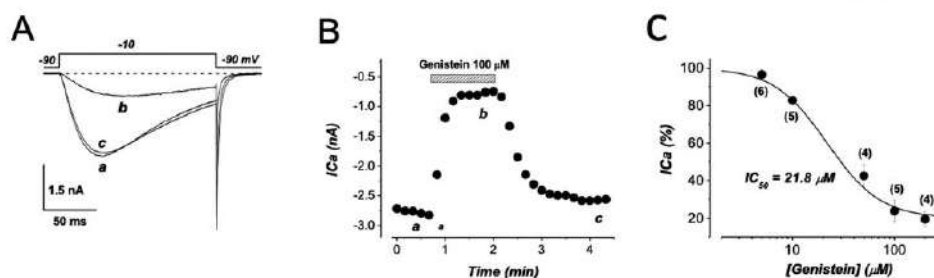 A
-90
-10
-90 mV
b
c
a
1.5 nA
50 ms
B
Genistein 100 μM
ICa (nA)
-0.5
-1.0
-1.5
-2.0
-2.5
-3.0
b
a
a
c
0
1
2
3
4
Time (min)
C
ICa (%)
100
80
60
40
20
(6)
(5)
(4)
(5)
(4)
IC50 = 21.8 μM
10
100
[Genistein] (μM)